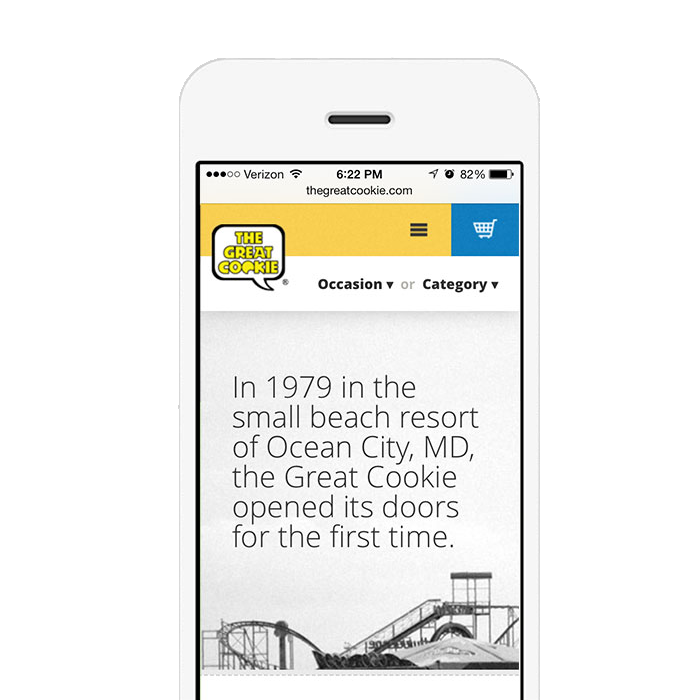 Verizon 6:22 PM 82%
thegreatcookie.com
THE
GREAT
COOKIE
®
Occasion ▾ or Category ▾
In 1979 in the
small beach resort
of Ocean City, MD,
the Great Cookie
opened its doors
for the first time.